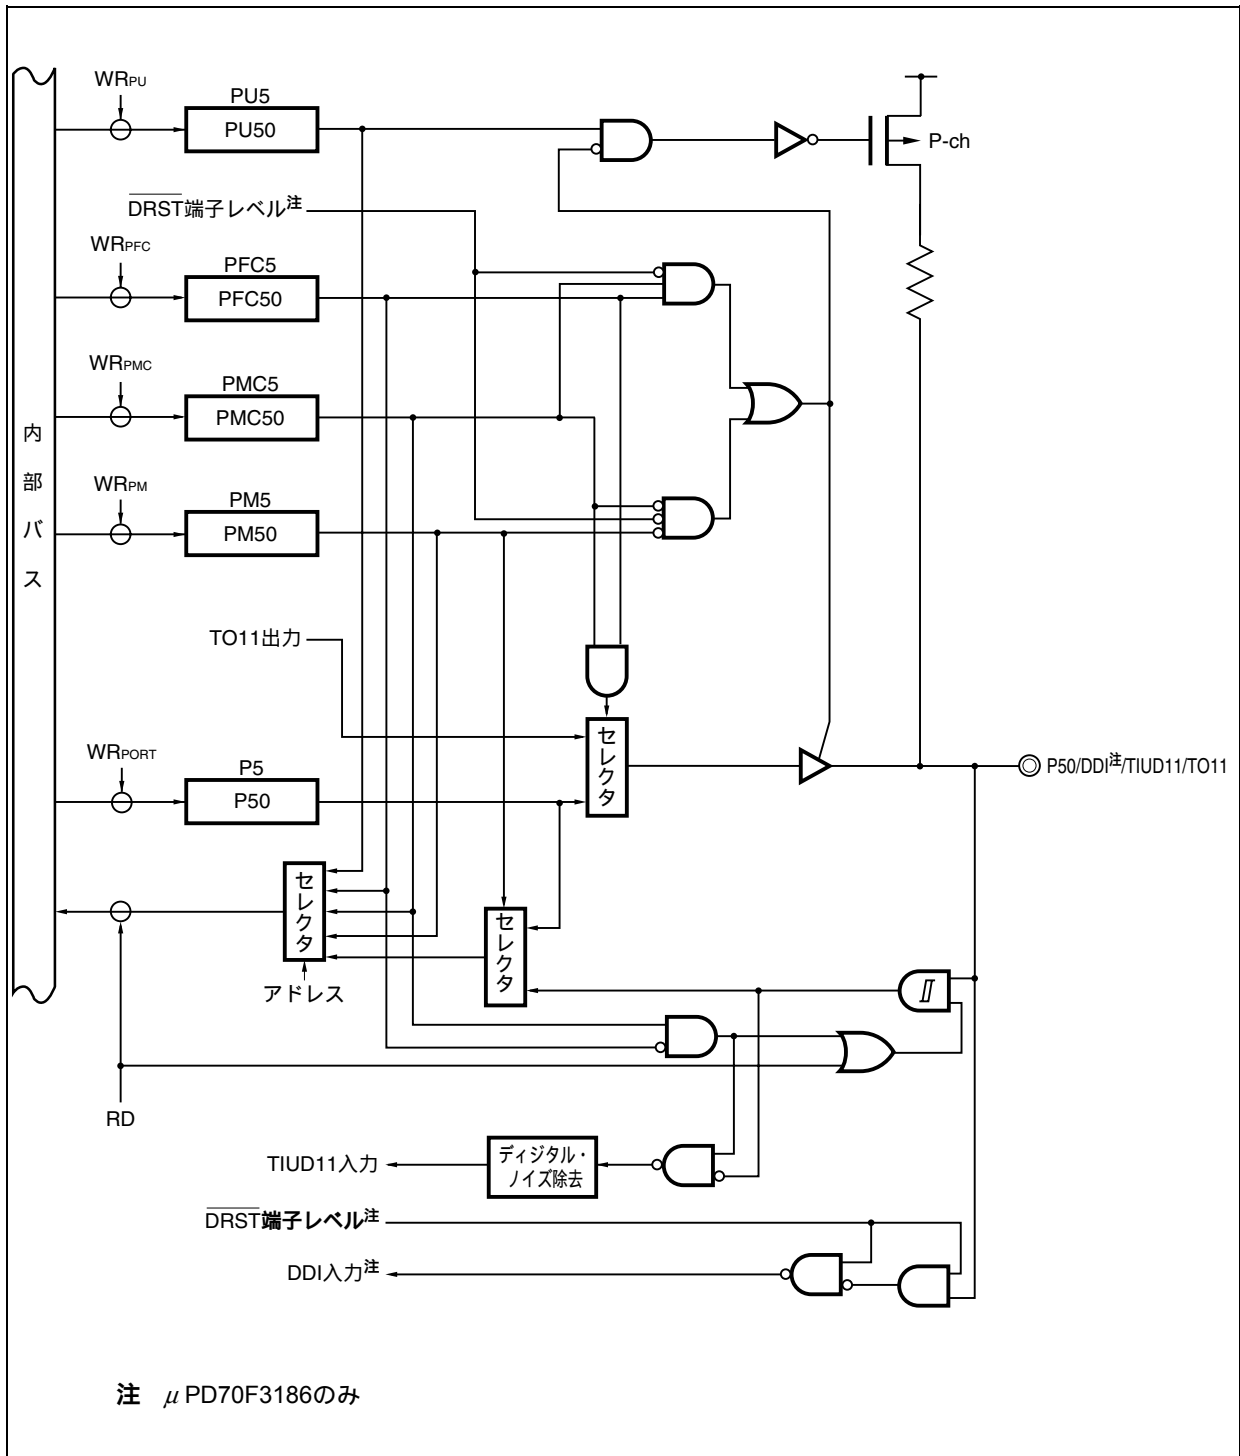 WRPU
PU5
PU50
P-ch
DRST端子レベル注
WRPFC
PFC5
PFC50
WRPMC
PMC5
PMC50
内部バス
WRPM
PM5
PM50
TO11出力
セレクタ
WRPORT
P5
P50
P50/DDI注/TIUD11/TO11
セレクタ
セレクタ
アドレス
RD
TIUD11入力
ディジタル・
ノイズ除去
DRST端子レベル注
DDI入力注
注 μPD70F3186のみ